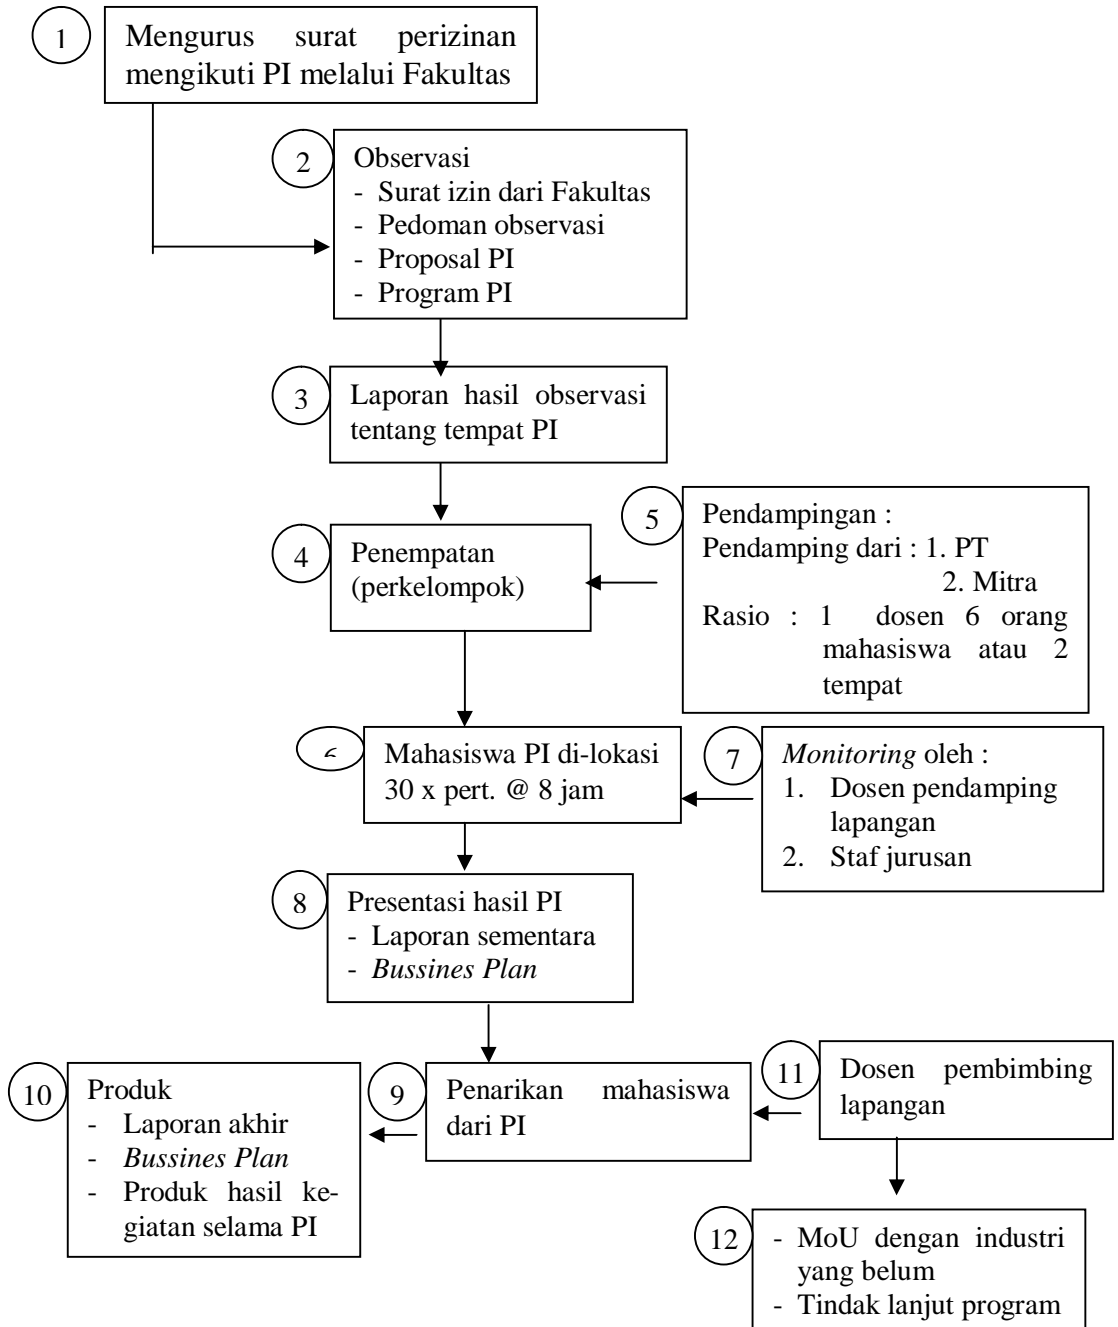 1
Mengurus surat perizinan
mengikuti PI melalui Fakultas
2
Observasi
- Surat izin dari Fakultas
- Pedoman observasi
- Proposal PI
- Program PI
3
Laporan hasil observasi
tentang tempat PI
4
Penempatan
(perkelompok)
5
Pendampingan :
Pendamping dari : 1. PT
2. Mitra
Rasio : 1 dosen 6 orang
mahasiswa atau 2
tempat
6
Mahasiswa PI di-lokasi
30 x pert. @ 8 jam
7
Monitoring oleh :
1. Dosen pendamping
lapangan
2. Staf jurusan
8
Presentasi hasil PI
- Laporan sementara
- Bussines Plan
9
Penarikan mahasiswa
dari PI
10
Produk
- Laporan akhir
- Bussines Plan
- Produk hasil ke-
giatan selama PI
11
Dosen pembimbing
lapangan
12
- MoU dengan industri
yang belum
- Tindak lanjut program